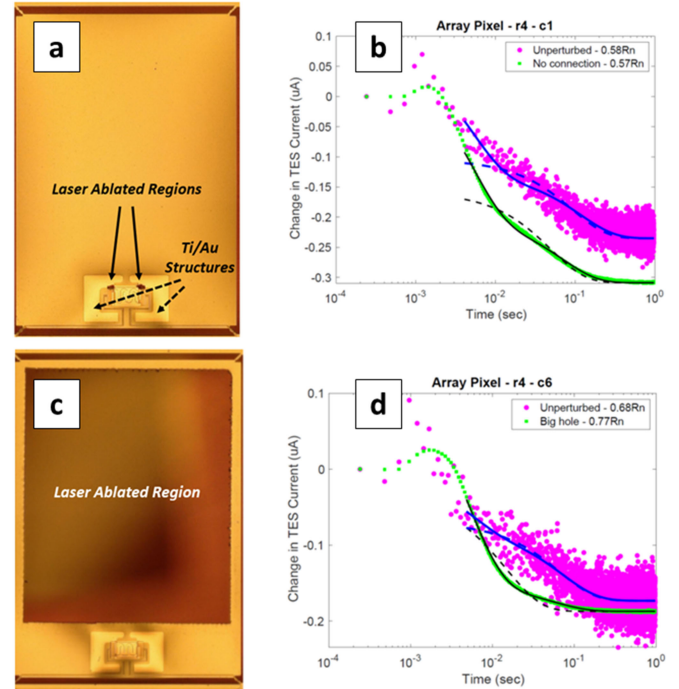 a
Laser Ablated Regions
Ti/Au
Structures
b
Array Pixel - r4 - c1
Unperturbed - 0.58Rn
No connection - 0.57Rn
Change in TES Current (uA)
0.1
0.05
0
-0.05
-0.1
-0.15
-0.2
-0.25
-0.3
10^-4
10^-3
10^-2
10^-1
10^0
Time (sec)
c
Laser Ablated Region
d
Array Pixel - r4 - c6
Unperturbed - 0.68Rn
Big hole - 0.77Rn
Change in TES Current (uA)
0.1
0
-0.1
-0.2
10^-4
10^-3
10^-2
10^-1
10^0
Time (sec)